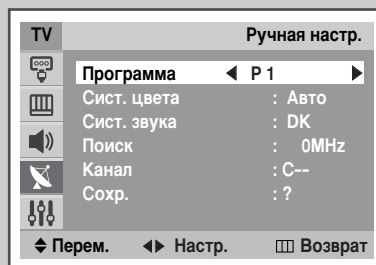 TV Ручная настр.
Программа ◀ P 1 ▶
Сист. цвета : Авто
Сист. звука : DK
Поиск : 0MHz
Канал : C--
Сохр. : ?
Перем. Настр. Возврат